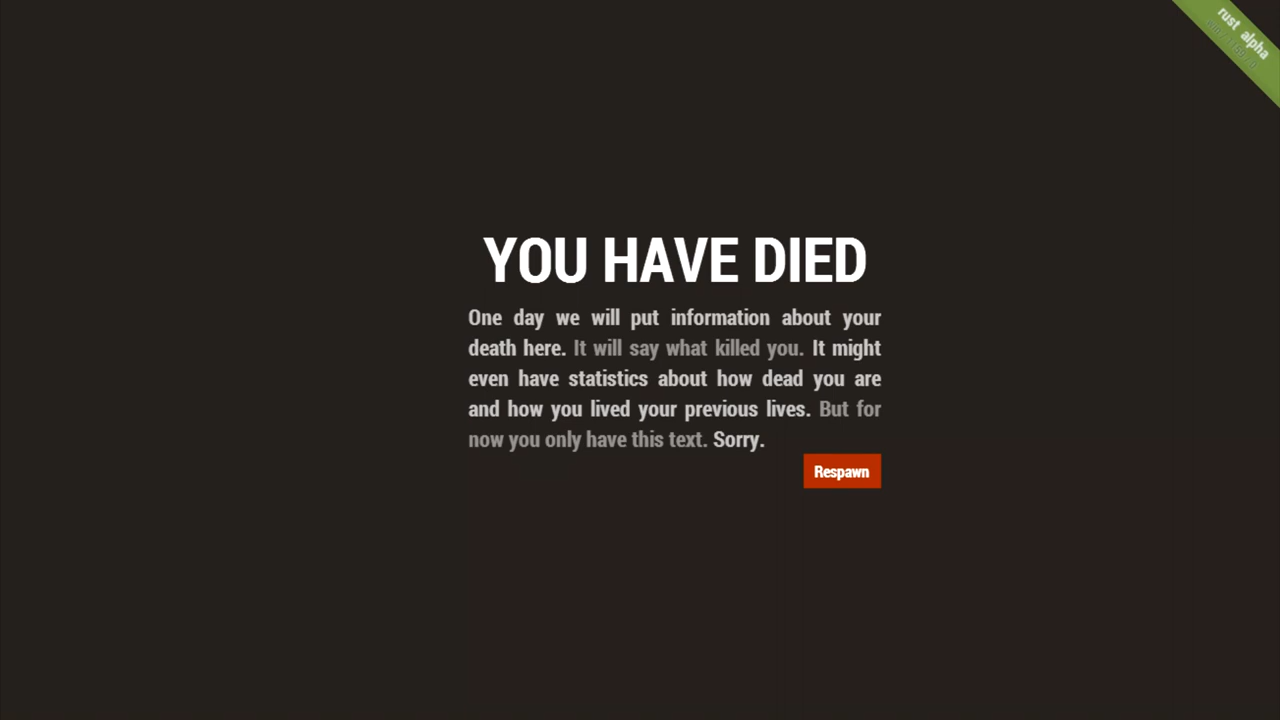 rust alpha
YOU HAVE DIED
One day we will put information about your
death here. It will say what killed you. It might
even have statistics about how dead you are
and how you lived your previous lives. But for
now you only have this text. Sorry.
Respawn